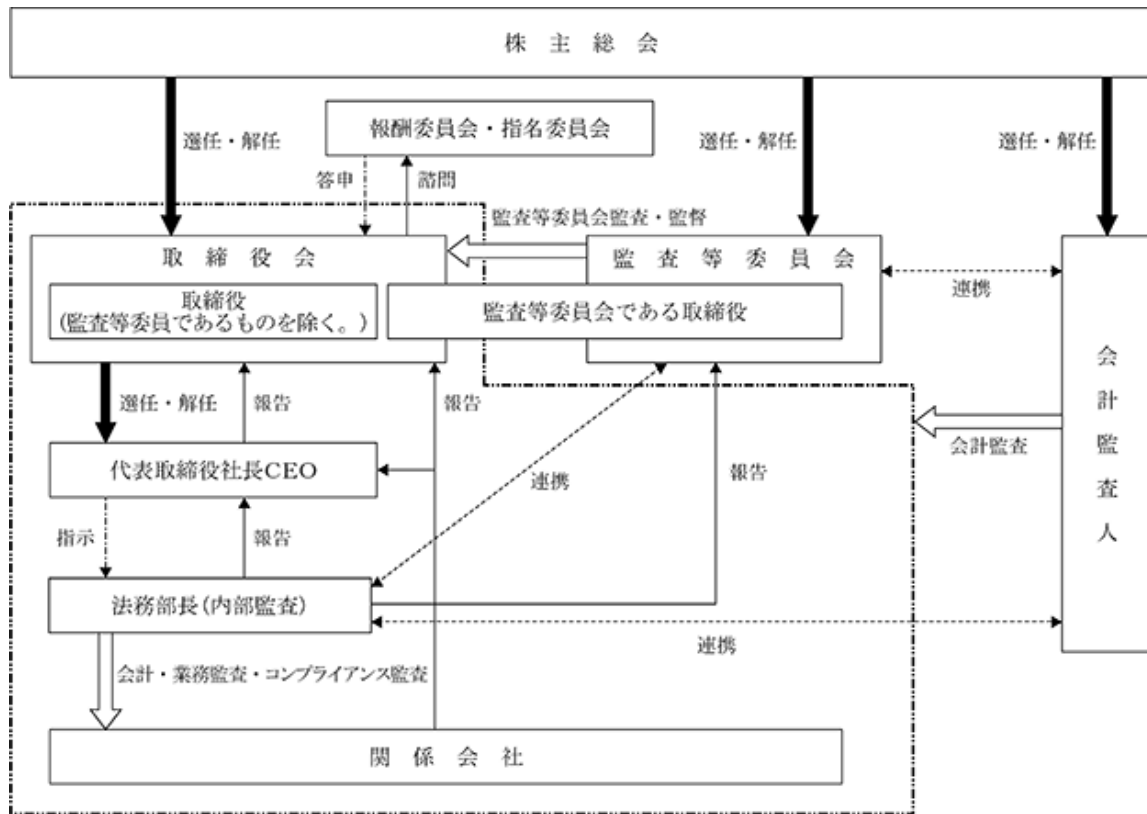 株主総会
選任・解任
報酬委員会・指名委員会
選任・解任
選任・解任
答申
諮問
監査等委員会監査・監督
取締役会
監査等委員会
取締役
(監査等委員であるものを除く。)
監査等委員会である取締役
連携
会計監査人
選任・解任
報告
報告
会計監査
代表取締役社長CEO
連携
報告
指示
報告
法務部長(内部監査)
連携
会計・業務監査・コンプライアンス監査
関係会社